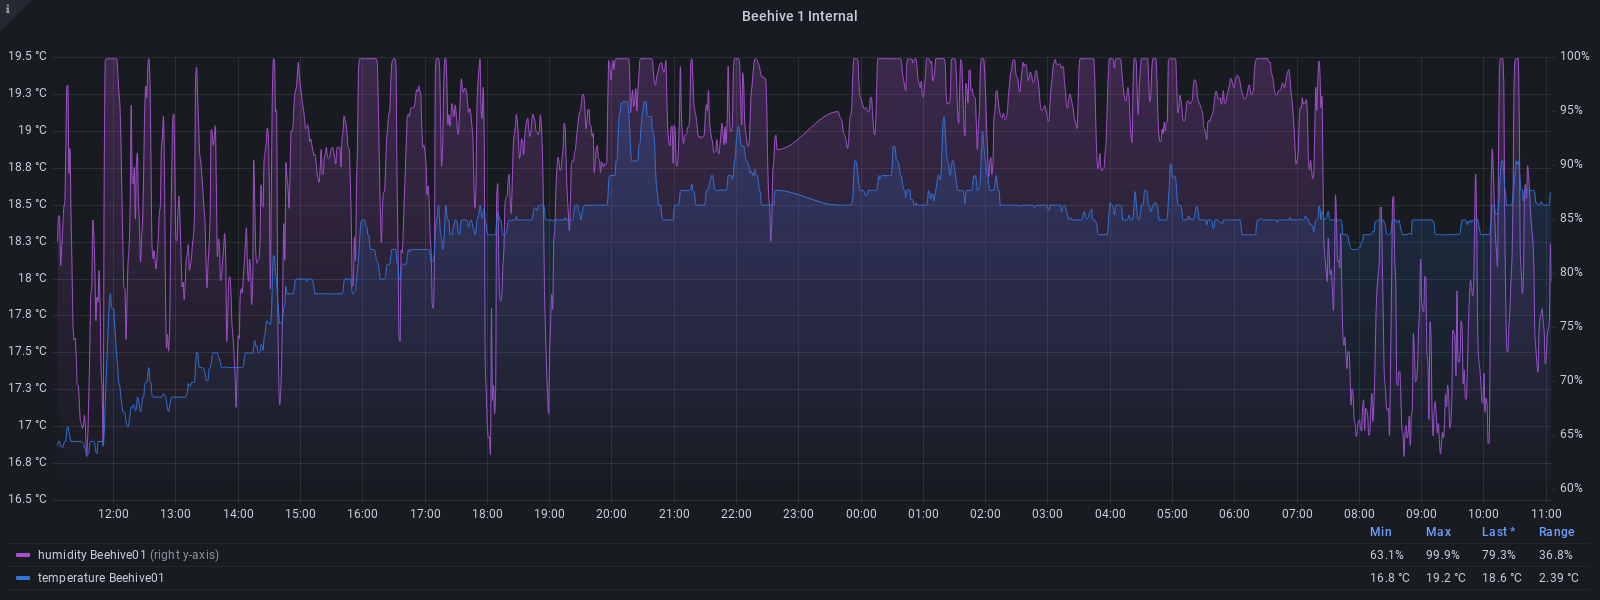 i
Beehive 1 Internal
19.5 °C 100%
19.3 °C
95%
19 °C
18.8 °C 90%
18.5 °C
85%
18.3 °C
18 °C 80%
17.8 °C
75%
17.5 °C
17.3 °C 70%
17 °C 65%
16.8 °C
16.5 °C 60%
12:00 13:00 14:00 15:00 16:00 17:00 18:00 19:00 20:00 21:00 22:00 23:00 00:00 01:00 02:00 03:00 04:00 05:00 06:00 07:00 08:00 09:00 10:00 11:00
Min Max Last * Range
humidity Beehive01 (right y-axis) 63.1% 99.9% 79.3% 36.8%
temperature Beehive01 16.8 °C 19.2 °C 18.6 °C 2.39 °C